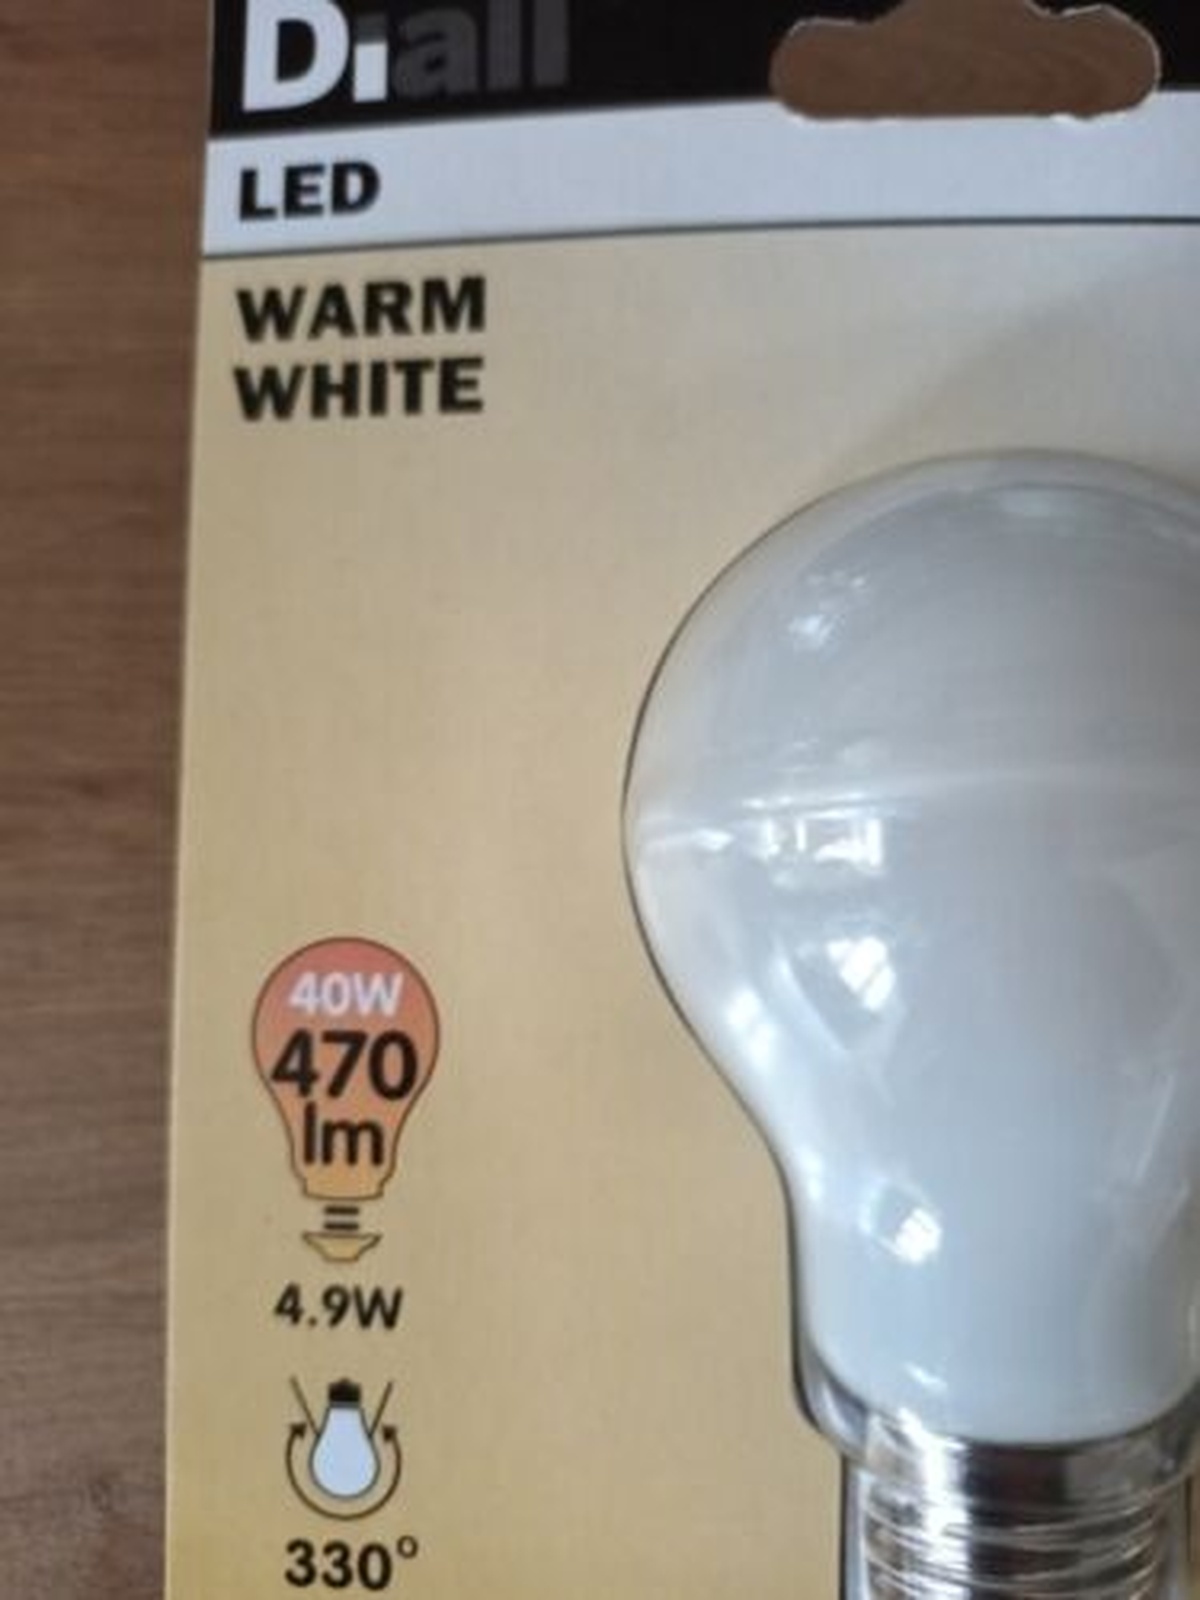 Diall
LED
WARM
WHITE
40W
470
lm
=
4.9W
330°